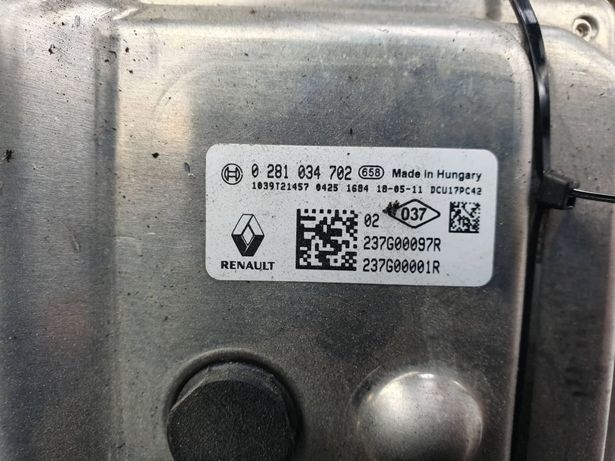 0 281 034 702 658 Made in Hungary
1039T21457 0425 1684 18-05-11 DCU17PC42
02 037
237G00097R
RENAULT 237G00001R